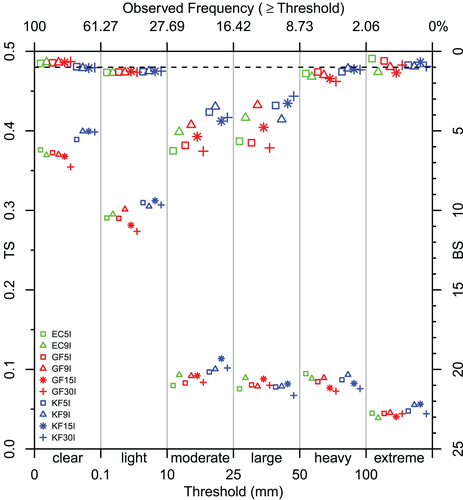 Observed Frequency ( ≥ Threshold)
100 61.27 27.69 16.42 8.73 2.06 0%
0.5 0
0.4 5
0.3 10
TS BS
0.2 15
0.1 20
0.0 25
EC5I
EC9I
GF5I
GF9I
GF15I
GF30I
KF5I
KF9I
KF15I
KF30I
clear light moderate large heavy extreme
0 0.1 10 25 50 100
Threshold (mm)